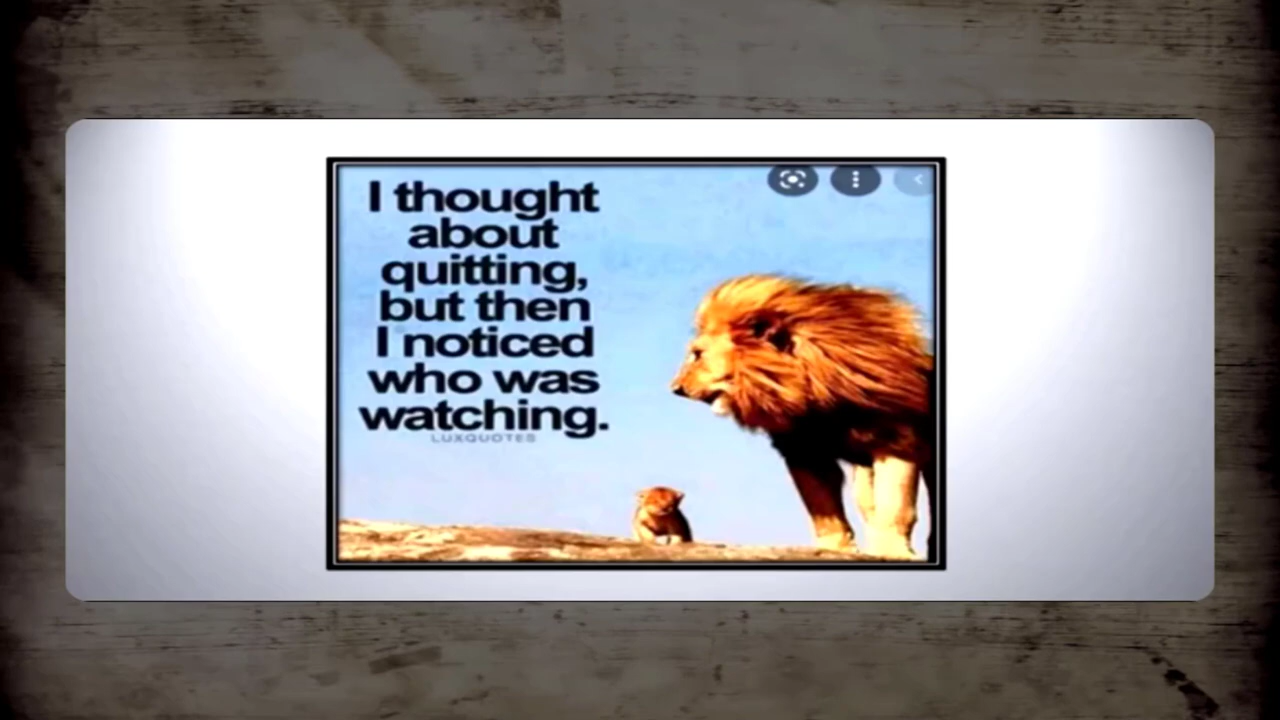 I thought
about
quitting,
but then
I noticed
who was
watching.
LUXQUOTES